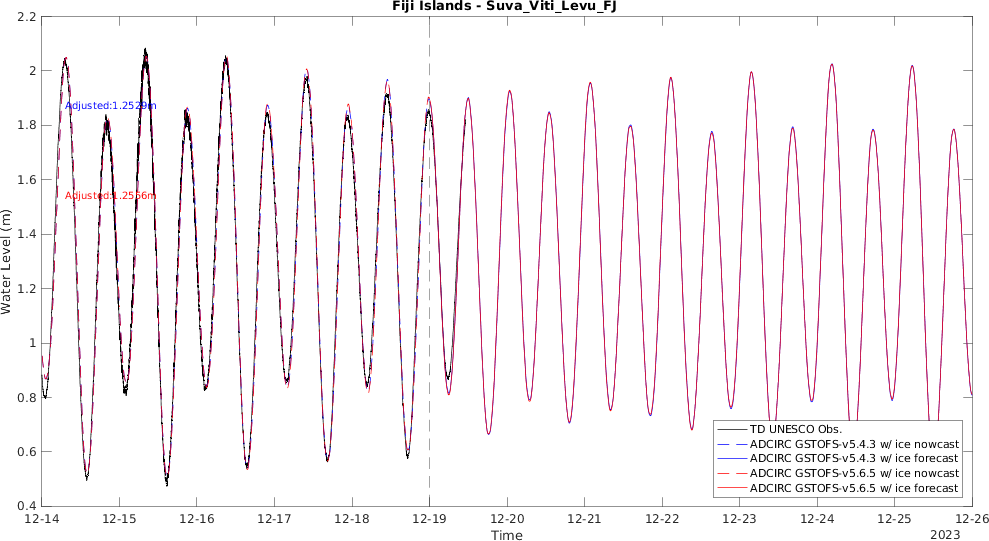 Fiji Islands - Suva_Viti_Levu_FJ
2.2
2
1.8
1.6
1.4
1.2
1
0.8
0.6
0.4
Water Level (m)
Adjusted:1.2529m
Adjusted:1.2566m
TD UNESCO Obs.
ADCIRC GSTOFS-v5.4.3 w/ ice nowcast
ADCIRC GSTOFS-v5.4.3 w/ ice forecast
ADCIRC GSTOFS-v5.6.5 w/ ice nowcast
ADCIRC GSTOFS-v5.6.5 w/ ice forecast
12-14 12-15 12-16 12-17 12-18 12-19 12-20 12-21 12-22 12-23 12-24 12-25 12-26
Time
2023